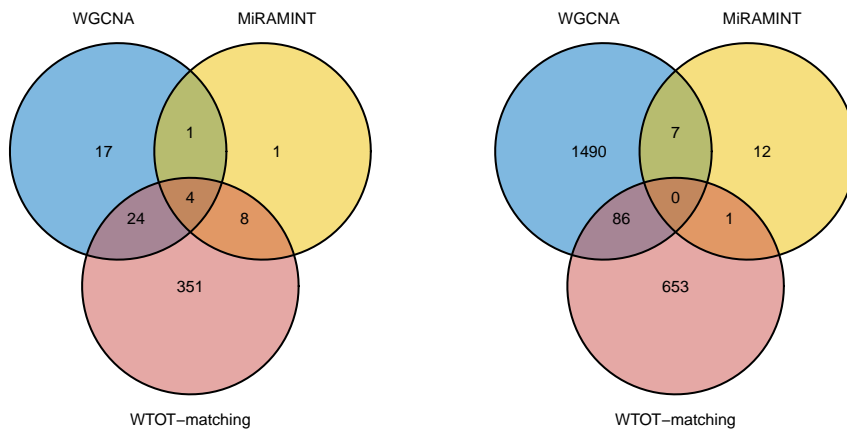 WGCNA MiRAMINT
17 1 1
4
24 8
351
WTOT−matching
WGCNA MiRAMINT
1490 7 12
0
86 1
653
WTOT−matching